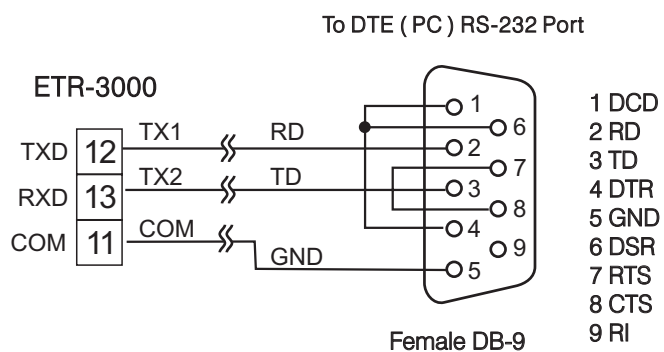 To DTE ( PC ) RS-232 Port
ETR-3000
TXD 12 TX1 RD
RXD 13 TX2 TD
COM 11 COM GND
1
6
2
7
3
8
4
9
5
1 DCD
2 RD
3 TD
4 DTR
5 GND
6 DSR
7 RTS
8 CTS
9 RI
Female DB-9